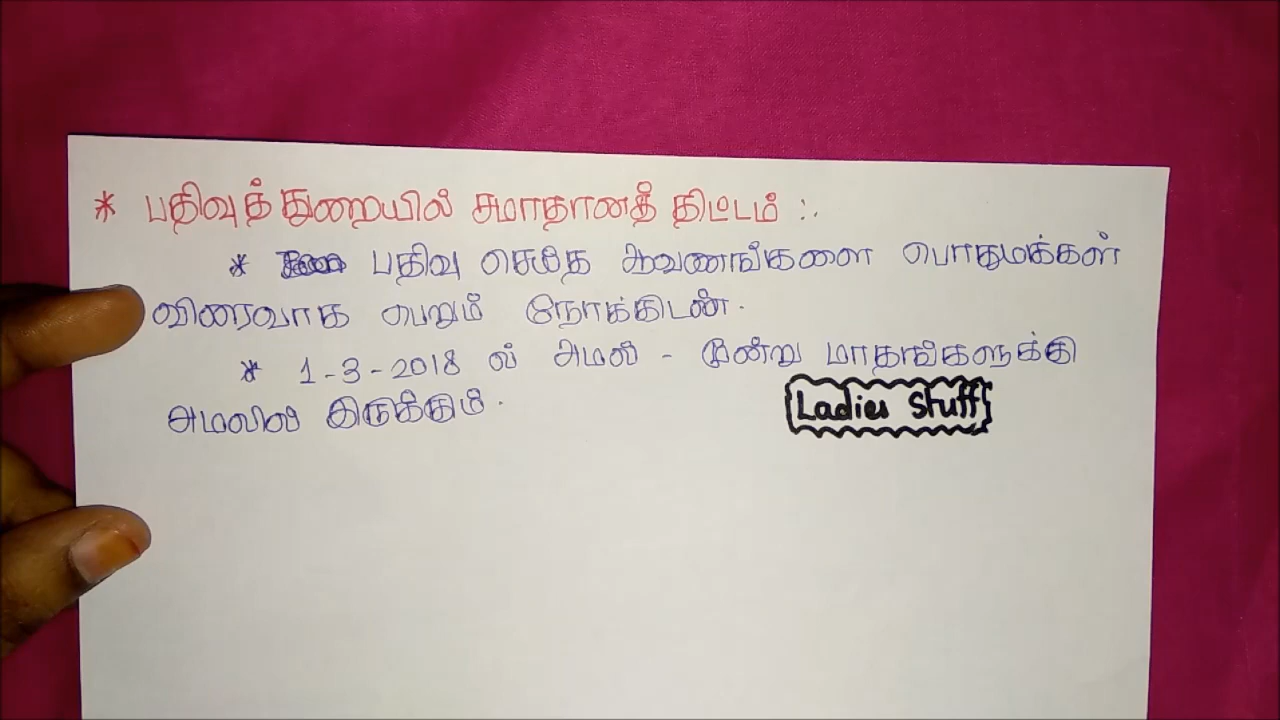 * பதிவுத் துறையில் சமாதானத் திட்டம் :.
* பதிவு செய்த ஆவணங்களை பொதுமக்கள்
விரைவாக பெறும் நோக்கிடன்.
* 1-3-2018 ல் அமல் - மூன்று மாதங்களுக்கு
அமலில் இருக்கும்.
Ladies Stuff